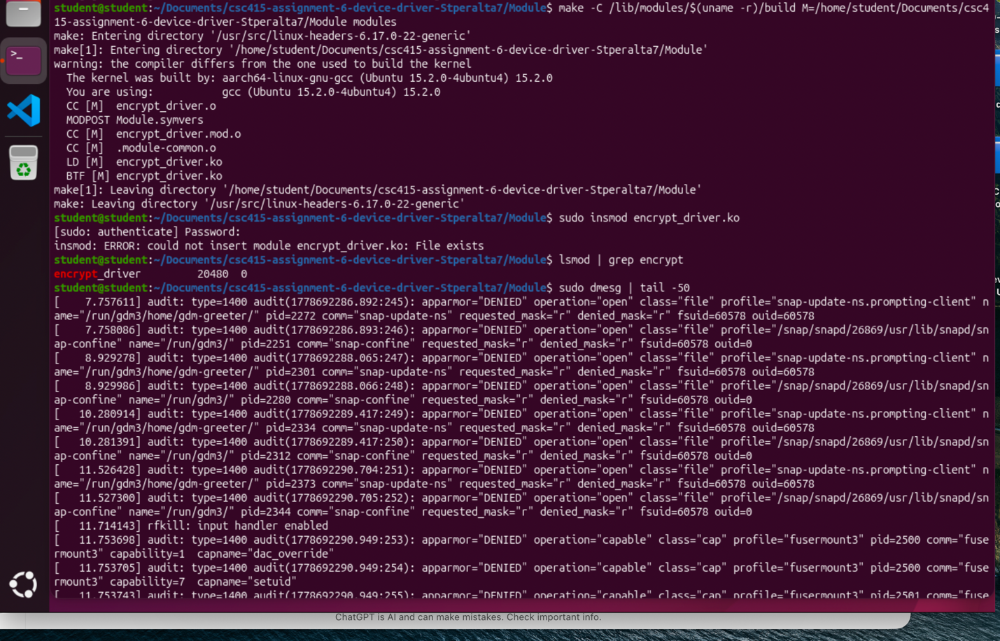 student@student:~/Documents/csc415-assignment-6-device-driver-Stperalta7/Module$ make -C /lib/modules/$(uname -r)/build M=/home/student/Documents/csc4
15-assignment-6-device-driver-Stperalta7/Module modules
make: Entering directory '/usr/src/linux-headers-6.17.0-22-generic'
make[1]: Entering directory '/home/student/Documents/csc415-assignment-6-device-driver-Stperalta7/Module'
warning: the compiler differs from the one used to build the kernel
  The kernel was built by: aarch64-linux-gnu-gcc (Ubuntu 15.2.0-4ubuntu4) 15.2.0
  You are using:           gcc (Ubuntu 15.2.0-4ubuntu4) 15.2.0
  CC [M]  encrypt_driver.o
  MODPOST Module.symvers
  CC [M]  encrypt_driver.mod.o
  CC [M]  .module-common.o
  LD [M]  encrypt_driver.ko
  BTF [M] encrypt_driver.ko
make[1]: Leaving directory '/home/student/Documents/csc415-assignment-6-device-driver-Stperalta7/Module'
make: Leaving directory '/usr/src/linux-headers-6.17.0-22-generic'
student@student:~/Documents/csc415-assignment-6-device-driver-Stperalta7/Module$ sudo insmod encrypt_driver.ko
[sudo: authenticate] Password:
insmod: ERROR: could not insert module encrypt_driver.ko: File exists
student@student:~/Documents/csc415-assignment-6-device-driver-Stperalta7/Module$ lsmod | grep encrypt
encrypt_driver         20480  0
student@student:~/Documents/csc415-assignment-6-device-driver-Stperalta7/Module$ sudo dmesg | tail -50
[    7.757611] audit: type=1400 audit(1778692286.892:245): apparmor="DENIED" operation="open" class="file" profile="snap-update-ns.prompting-client" n
ame="/run/gdm3/home/gdm-greeter/" pid=2272 comm="snap-update-ns" requested_mask="r" denied_mask="r" fsuid=60578 ouid=60578
[    7.758086] audit: type=1400 audit(1778692286.893:246): apparmor="DENIED" operation="open" class="file" profile="/snap/snapd/26869/usr/lib/snapd/sn
ap-confine" name="/run/gdm3/" pid=2251 comm="snap-confine" requested_mask="r" denied_mask="r" fsuid=60578 ouid=0
[    8.929278] audit: type=1400 audit(1778692288.065:247): apparmor="DENIED" operation="open" class="file" profile="snap-update-ns.prompting-client" n
ame="/run/gdm3/home/gdm-greeter/" pid=2301 comm="snap-update-ns" requested_mask="r" denied_mask="r" fsuid=60578 ouid=60578
[    8.929986] audit: type=1400 audit(1778692288.066:248): apparmor="DENIED" operation="open" class="file" profile="/snap/snapd/26869/usr/lib/snapd/sn
ap-confine" name="/run/gdm3/" pid=2280 comm="snap-confine" requested_mask="r" denied_mask="r" fsuid=60578 ouid=0
[   10.280914] audit: type=1400 audit(1778692289.417:249): apparmor="DENIED" operation="open" class="file" profile="snap-update-ns.prompting-client" n
ame="/run/gdm3/home/gdm-greeter/" pid=2334 comm="snap-update-ns" requested_mask="r" denied_mask="r" fsuid=60578 ouid=60578
[   10.281391] audit: type=1400 audit(1778692289.417:250): apparmor="DENIED" operation="open" class="file" profile="/snap/snapd/26869/usr/lib/snapd/sn
ap-confine" name="/run/gdm3/" pid=2312 comm="snap-confine" requested_mask="r" denied_mask="r" fsuid=60578 ouid=0
[   11.526428] audit: type=1400 audit(1778692290.704:251): apparmor="DENIED" operation="open" class="file" profile="snap-update-ns.prompting-client" n
ame="/run/gdm3/home/gdm-greeter/" pid=2373 comm="snap-update-ns" requested_mask="r" denied_mask="r" fsuid=60578 ouid=60578
[   11.527300] audit: type=1400 audit(1778692290.705:252): apparmor="DENIED" operation="open" class="file" profile="/snap/snapd/26869/usr/lib/snapd/sn
ap-confine" name="/run/gdm3/" pid=2344 comm="snap-confine" requested_mask="r" denied_mask="r" fsuid=60578 ouid=0
[   11.714143] rfkill: input handler enabled
[   11.753698] audit: type=1400 audit(1778692290.949:253): apparmor="DENIED" operation="capable" class="cap" profile="fusermount3" pid=2500 comm="fuse
rmount3" capability=1  capname="dac_override"
[   11.753705] audit: type=1400 audit(1778692290.949:254): apparmor="DENIED" operation="capable" class="cap" profile="fusermount3" pid=2500 comm="fuse
rmount3" capability=7  capname="setuid"
[   11.753743] audit: type=1400 audit(1778692290.949:255): apparmor="DENIED" operation="capable" class="cap" profile="fusermount3" pid=2501 comm="fuse
ChatGPT is AI and can make mistakes. Check important info.